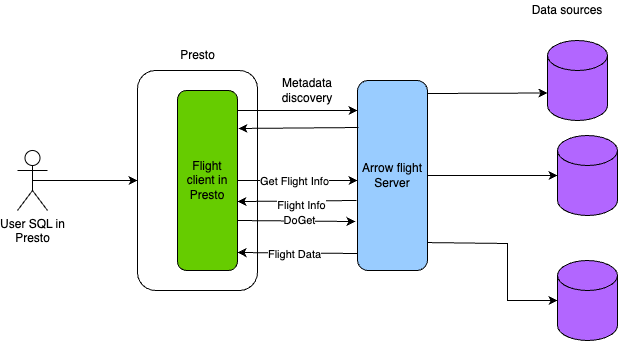 Data sources
Presto
Metadata
discovery
Flight
client in
Presto
Arrow flight
Server
Get Flight Info
Flight Info
DoGet
Flight Data
User SQL in
Presto